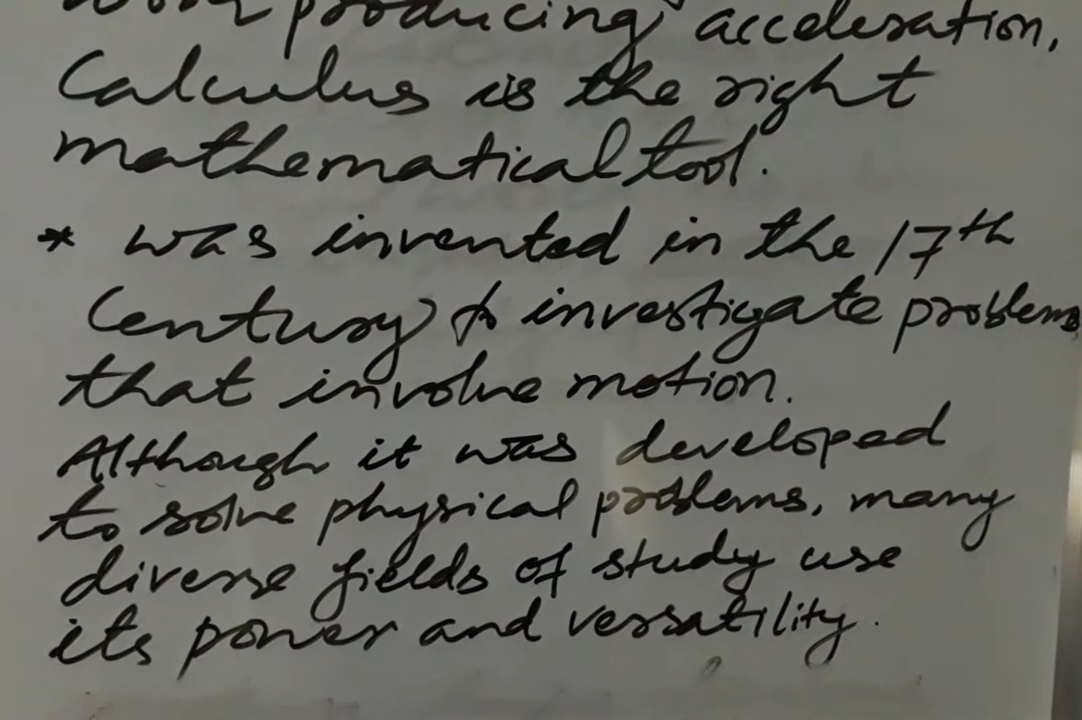 producing acceleration,
Calculus is the right
mathematical tool.
* was invented in the 17th
Century to investigate problems
that involve motion.
Although it was developed
to solve physical problems, many
diverse fields of study use
its power and versatility.